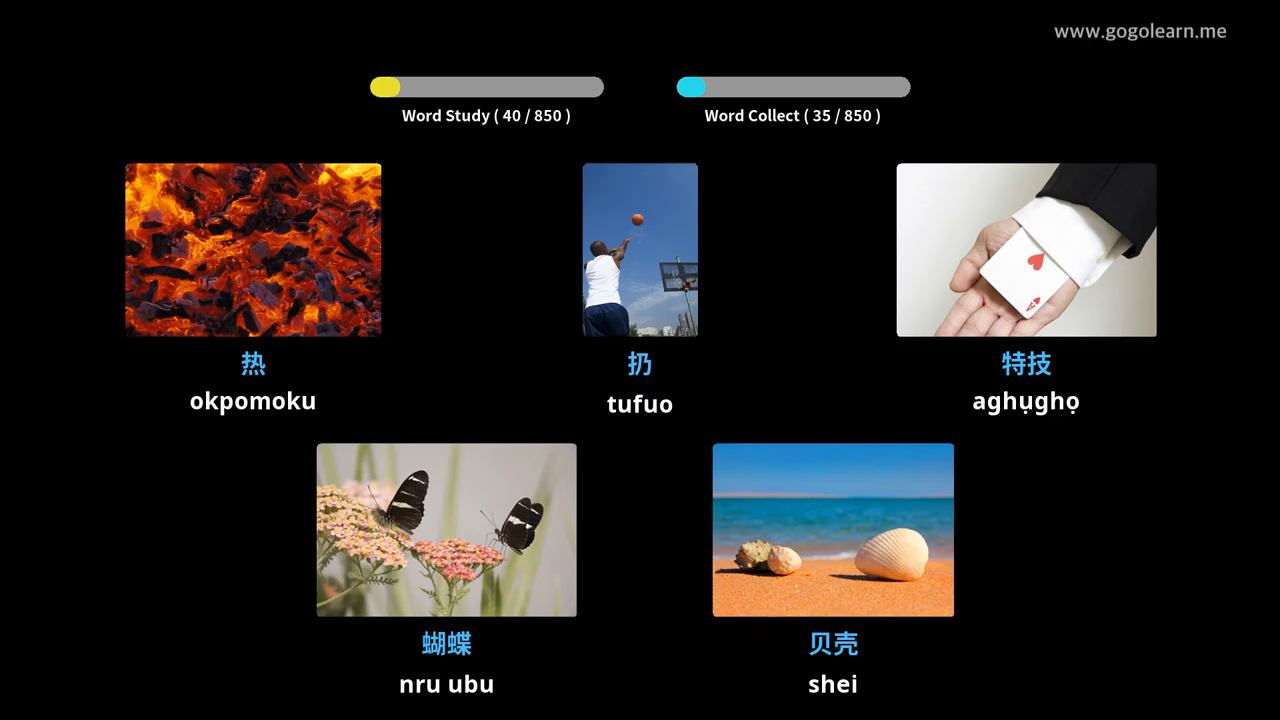 www.gogolearn.me
Word Study ( 40 / 850 )
Word Collect ( 35 / 850 )
热
okpomoku
扔
tufuo
特技
aghụghọ
蝴蝶
nru ubu
贝壳
shei